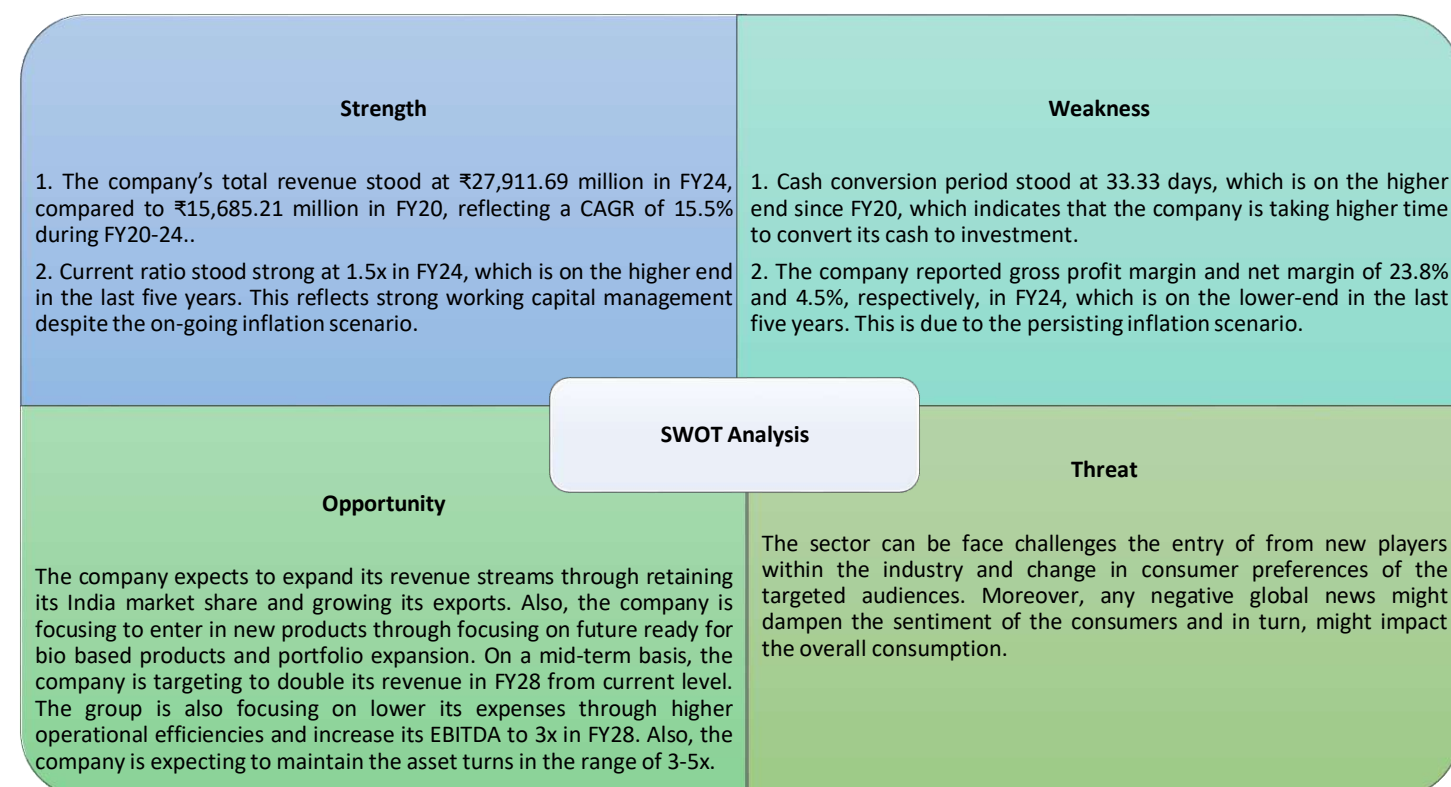 Strength
1. The company's total revenue stood at ₹27,911.69 million in FY24,
compared to ₹15,685.21 million in FY20, reflecting a CAGR of 15.5%
during FY20-24..
2. Current ratio stood strong at 1.5x in FY24, which is on the higher end
in the last five years. This reflects strong working capital management
despite the on-going inflation scenario.
Weakness
1. Cash conversion period stood at 33.33 days, which is on the higher
end since FY20, which indicates that the company is taking higher time
to convert its cash to investment.
2. The company reported gross profit margin and net margin of 23.8%
and 4.5%, respectively, in FY24, which is on the lower-end in the last
five years. This is due to the persisting inflation scenario.
SWOT Analysis
Opportunity
The company expects to expand its revenue streams through retaining
its India market share and growing its exports. Also, the company is
focusing to enter in new products through focusing on future ready for
bio based products and portfolio expansion. On a mid-term basis, the
company is targeting to double its revenue in FY28 from current level.
The group is also focusing on lower its expenses through higher
operational efficiencies and increase its EBITDA to 3x in FY28. Also, the
company is expecting to maintain the asset turns in the range of 3-5x.
Threat
The sector can be face challenges the entry of from new players
within the industry and change in consumer preferences of the
targeted audiences. Moreover, any negative global news might
dampen the sentiment of the consumers and in turn, might impact
the overall consumption.